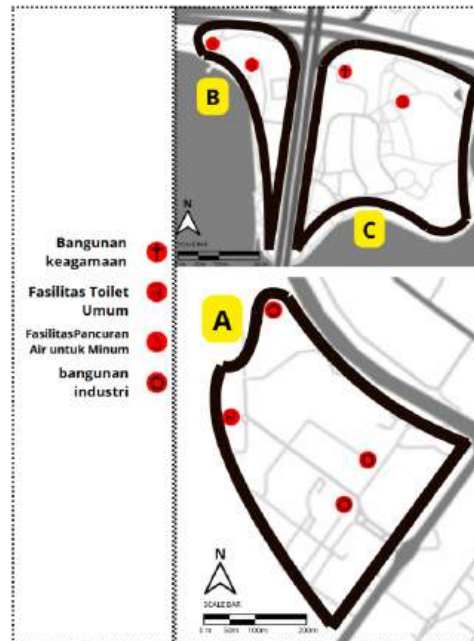 B
N
SCALE BAR
C
Bangunan
keagamaan
Fasilitas Toilet
Umum
FasilitasPancuran
Air untuk Minum
bangunan
industri
A
N
SCALE BAR
50m 100m 200m